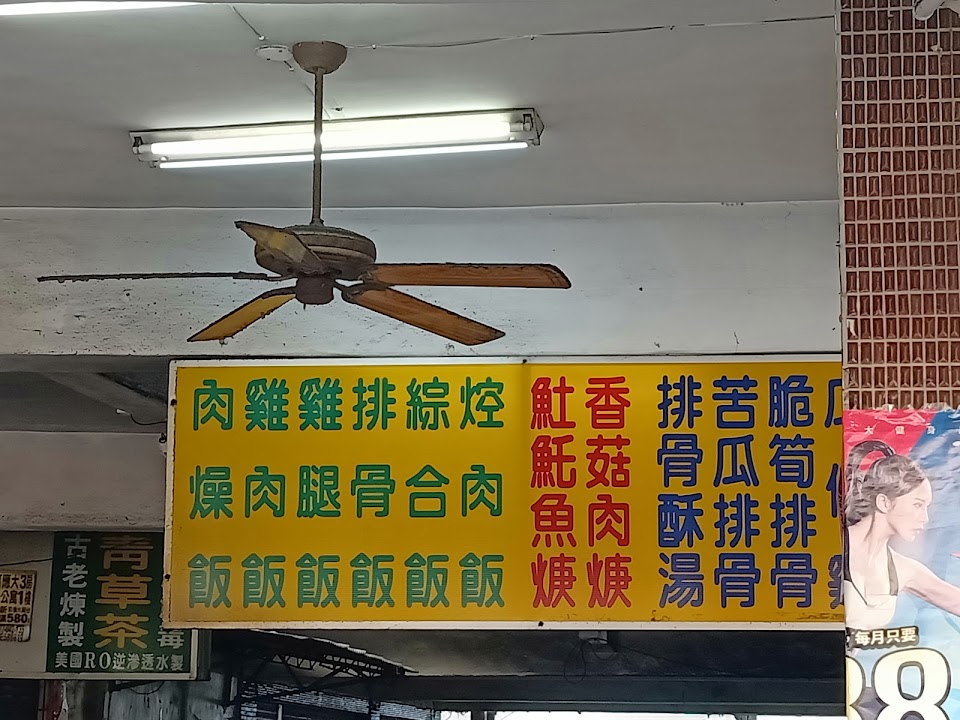 肉燥飯
雞肉飯
雞腿飯
排骨飯
綜合飯
焢肉飯
魠魚羹
香菇肉焿
排骨酥湯
苦瓜排骨
脆筍排骨
古老煉製
青草茶
美國RO逆滲透水製
每月只要